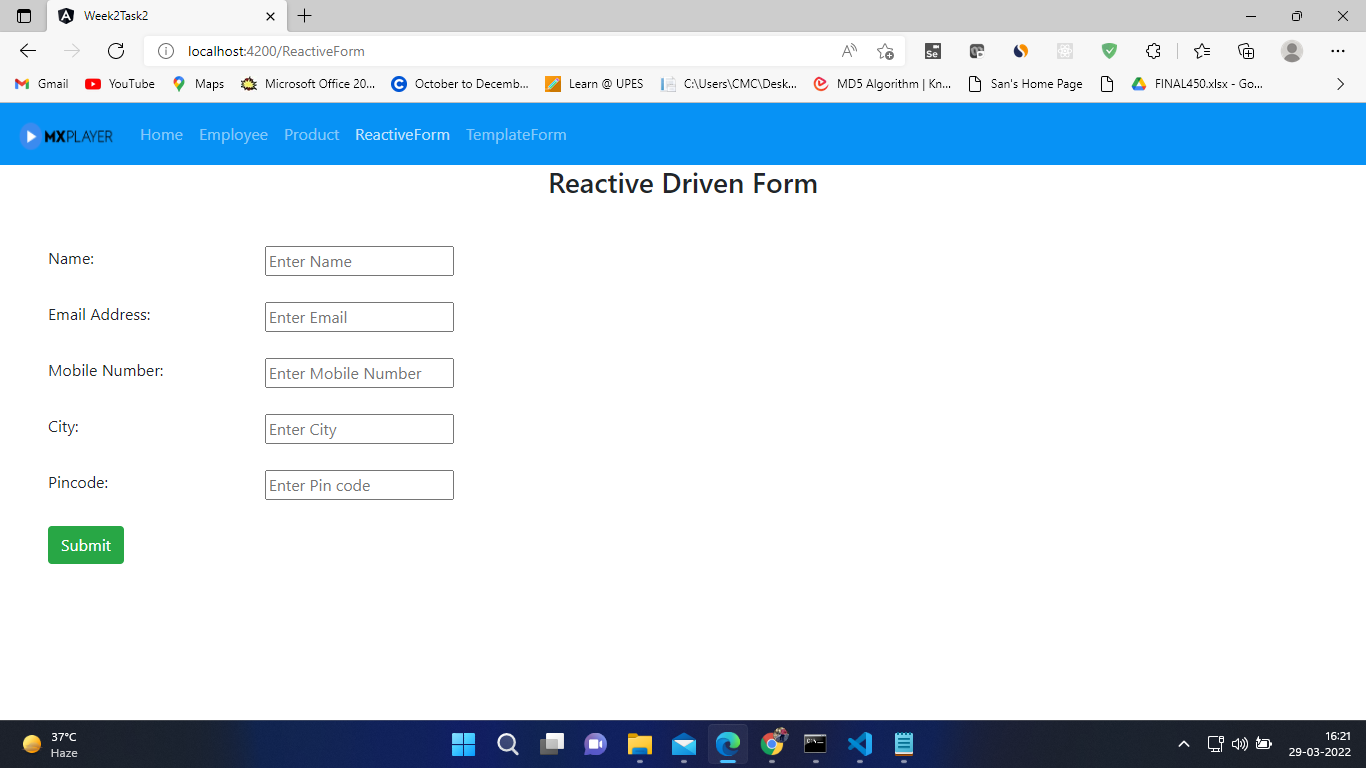 Week2Task2
localhost:4200/ReactiveForm
Gmail YouTube Maps Microsoft Office 20... October to Decemb... Learn @ UPES C:\Users\CMC\Desk... MD5 Algorithm | Kn... San's Home Page FINAL450.xlsx - Go...
MXPLAYER Home Employee Product ReactiveForm TemplateForm
Reactive Driven Form
Name: Enter Name
Email Address: Enter Email
Mobile Number: Enter Mobile Number
City: Enter City
Pincode: Enter Pin code
Submit
37°C
Haze
16:21
29-03-2022